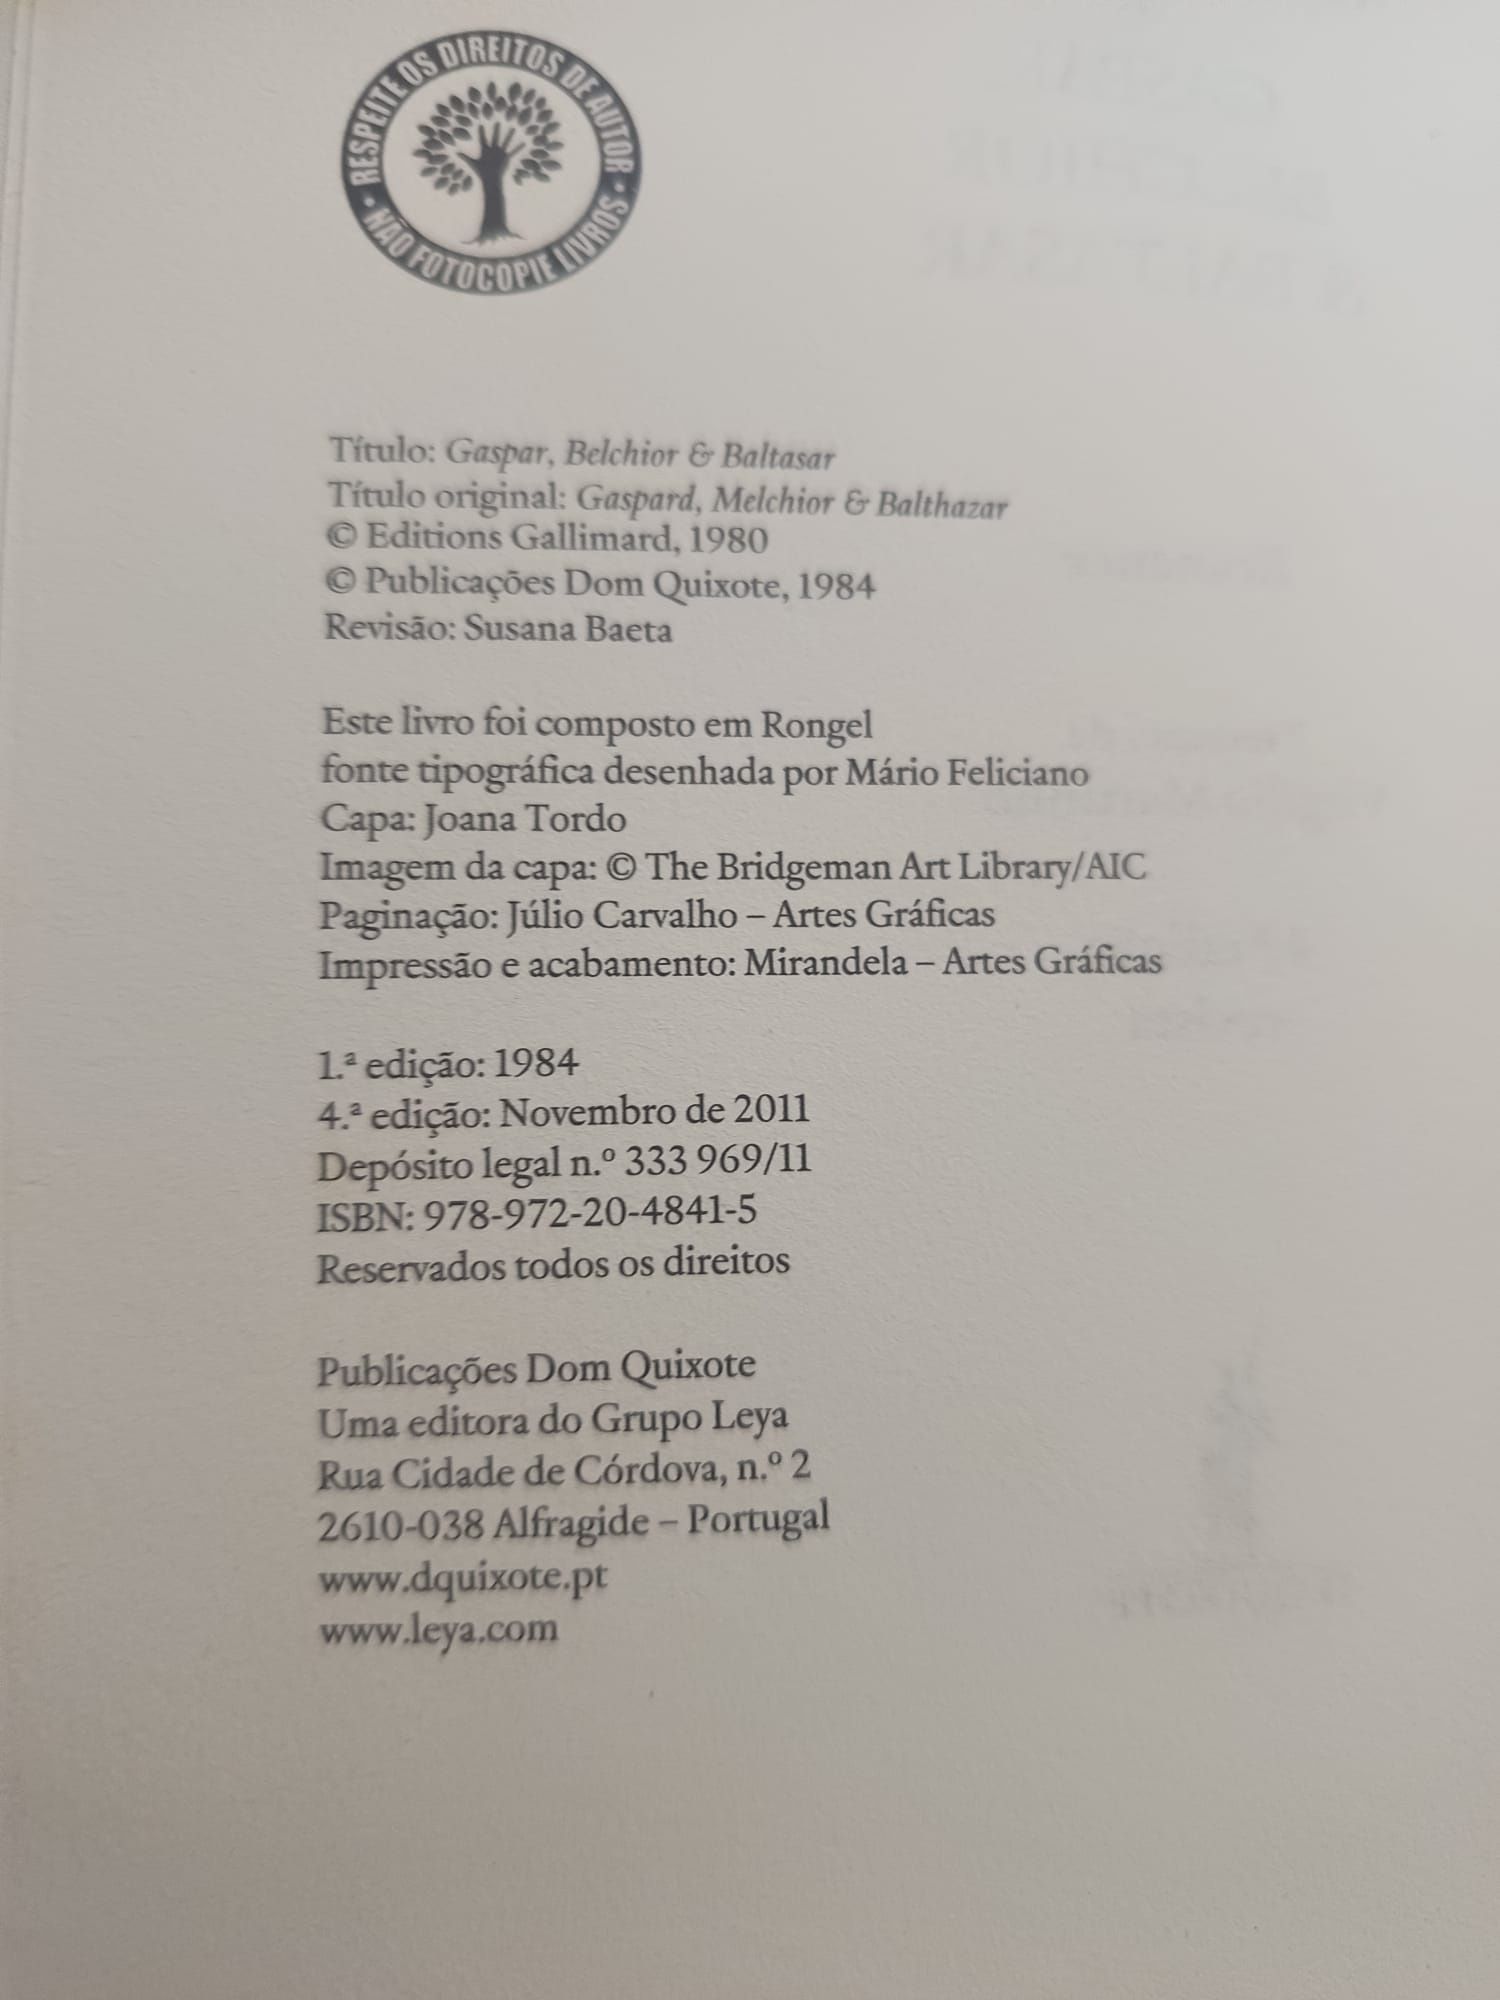 RESPEITE OS DIREITOS DE AUTOR
NÃO FOTOCOPIE LIVROS
Título: Gaspar, Belchior & Baltasar
Título original: Gaspard, Melchior & Balthazar
© Editions Gallimard, 1980
© Publicações Dom Quixote, 1984
Revisão: Susana Baeta
Este livro foi composto em Rongel
fonte tipográfica desenhada por Mário Feliciano
Capa: Joana Tordo
Imagem da capa: © The Bridgeman Art Library/AIC
Paginação: Júlio Carvalho – Artes Gráficas
Impressão e acabamento: Mirandela – Artes Gráficas
1.ª edição: 1984
4.ª edição: Novembro de 2011
Depósito legal n.º 333 969/11
ISBN: 978-972-20-4841-5
Reservados todos os direitos
Publicações Dom Quixote
Uma editora do Grupo Leya
Rua Cidade de Córdova, n.º 2
2610-038 Alfragide – Portugal
www.dquixote.pt
www.leya.com